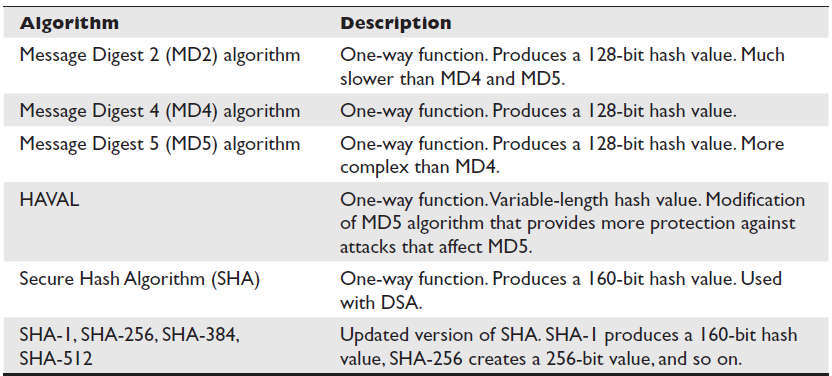 Algorithm Description
Message Digest 2 (MD2) algorithm One-way function. Produces a 128-bit hash value. Much
slower than MD4 and MD5.
Message Digest 4 (MD4) algorithm One-way function. Produces a 128-bit hash value.
Message Digest 5 (MD5) algorithm One-way function. Produces a 128-bit hash value. More
complex than MD4.
HAVAL One-way function. Variable-length hash value. Modification
of MD5 algorithm that provides more protection against
attacks that affect MD5.
Secure Hash Algorithm (SHA) One-way function. Produces a 160-bit hash value. Used
with DSA.
SHA-1, SHA-256, SHA-384, Updated version of SHA. SHA-1 produces a 160-bit hash
SHA-512 value, SHA-256 creates a 256-bit value, and so on.